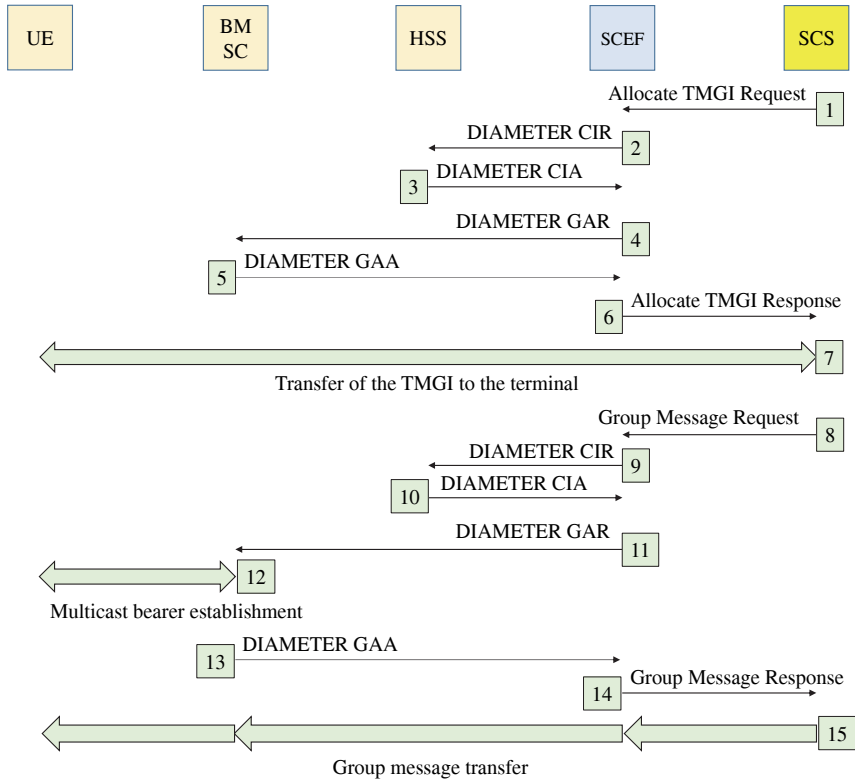 UE
BM
SC
HSS
SCEF
SCS
Allocate TMGI Request
1
DIAMETER CIR
2
3
DIAMETER CIA
DIAMETER GAR
4
5
DIAMETER GAA
6
Allocate TMGI Response
7
Transfer of the TMGI to the terminal
Group Message Request
8
DIAMETER CIR
9
10
DIAMETER CIA
DIAMETER GAR
11
12
Multicast bearer establishment
13
DIAMETER GAA
14
Group Message Response
15
Group message transfer